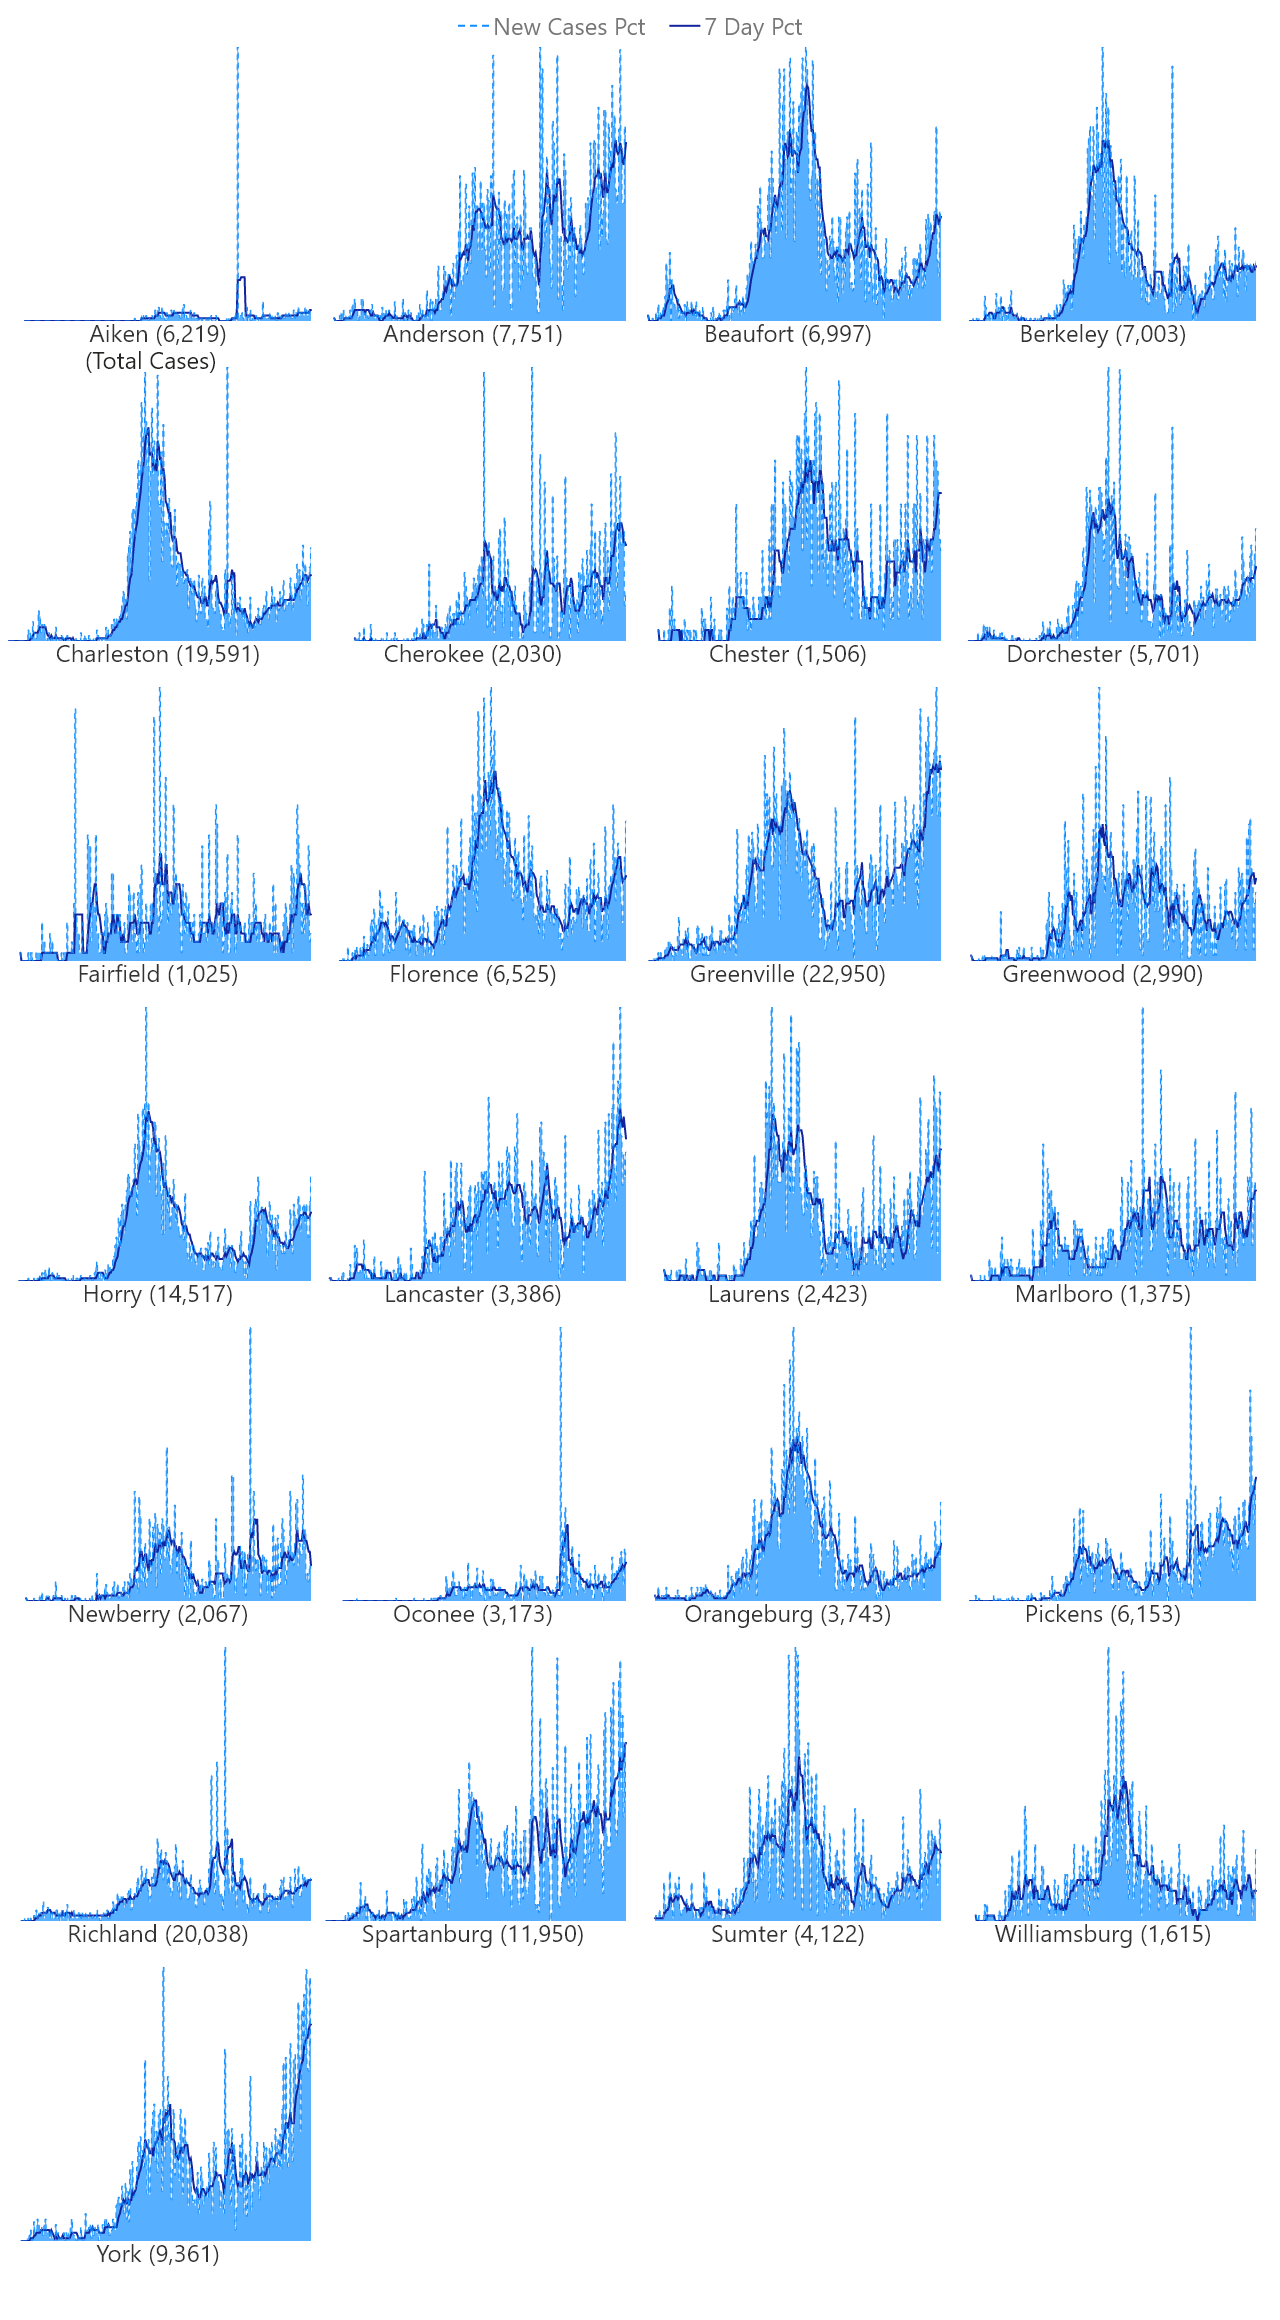 New Cases Pct 7 Day Pct
Aiken (6,219) Anderson (7,751) Beaufort (6,997) Berkeley (7,003)
(Total Cases)
Charleston (19,591) Cherokee (2,030) Chester (1,506) Dorchester (5,701)
Fairfield (1,025) Florence (6,525) Greenville (22,950) Greenwood (2,990)
Horry (14,517) Lancaster (3,386) Laurens (2,423) Marlboro (1,375)
Newberry (2,067) Oconee (3,173) Orangeburg (3,743) Pickens (6,153)
Richland (20,038) Spartanburg (11,950) Sumter (4,122) Williamsburg (1,615)
York (9,361)